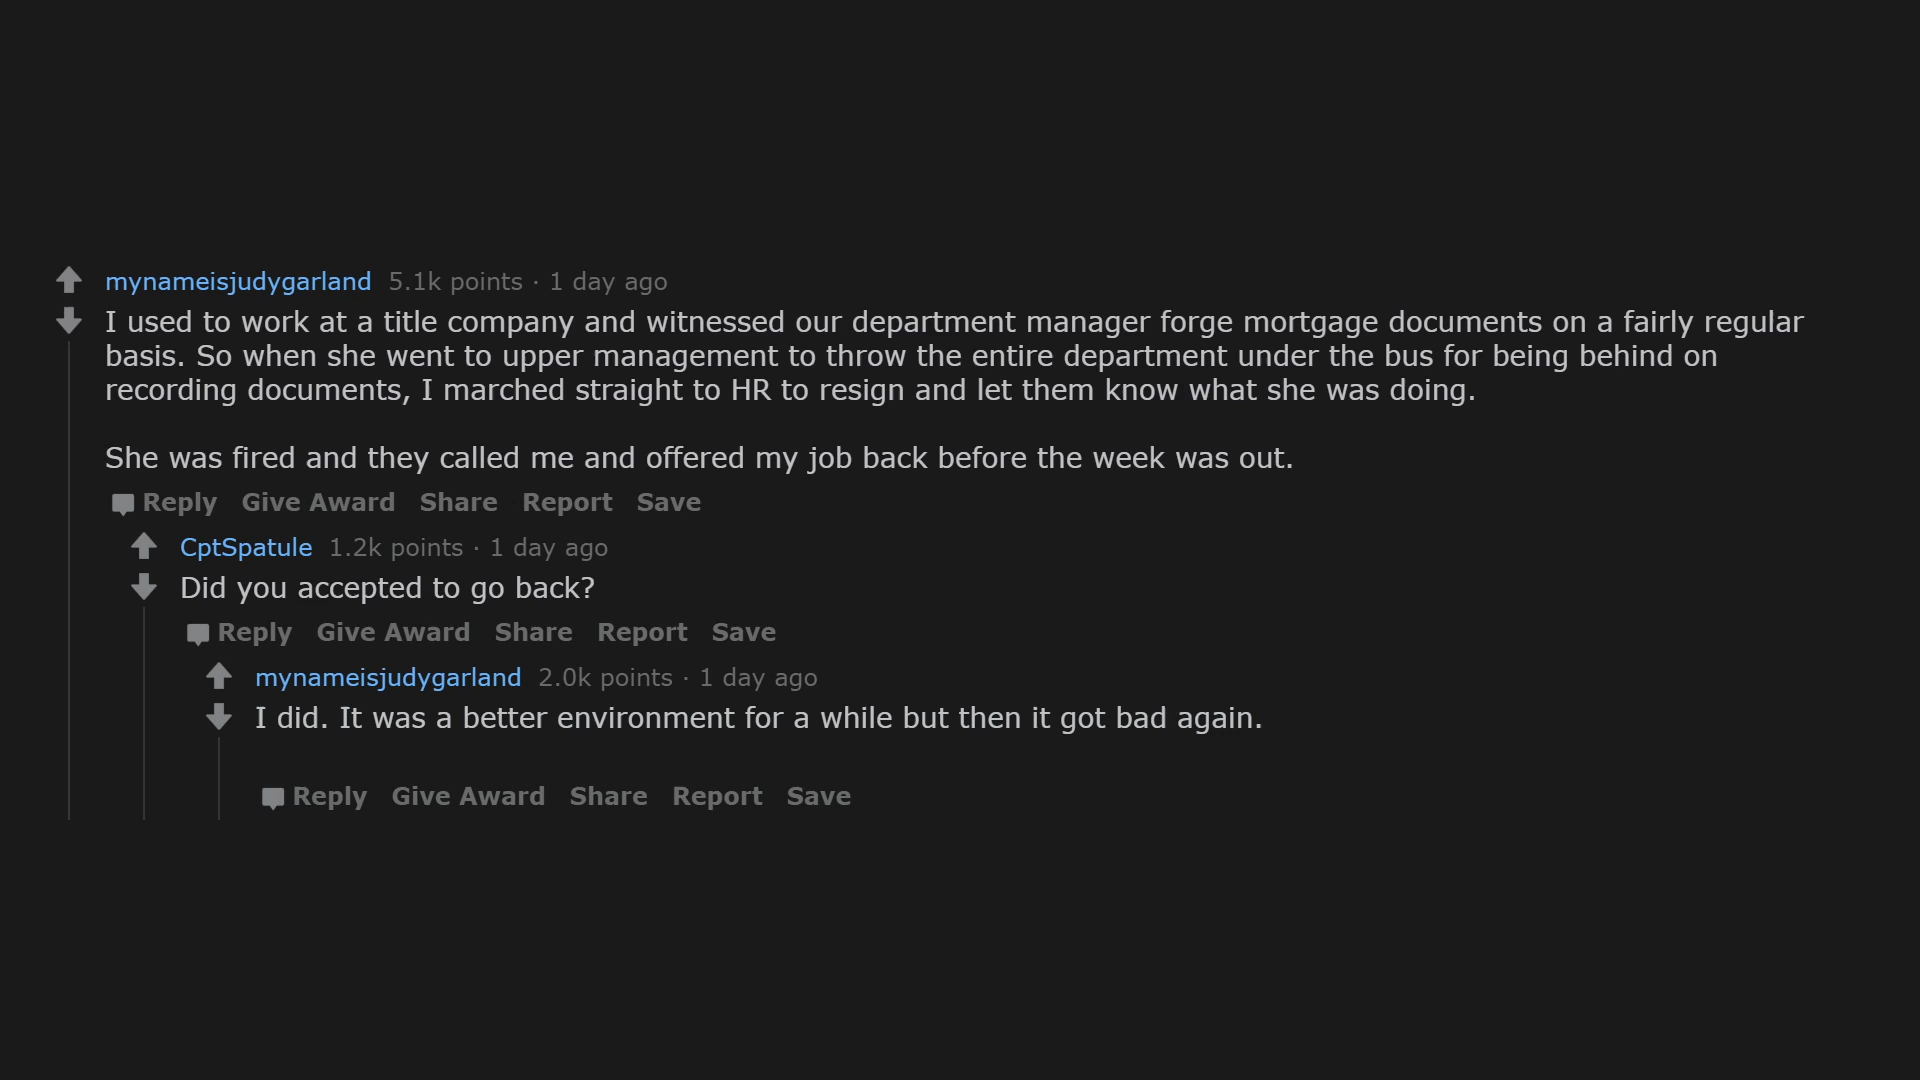 mynameisjudygarland 5.1k points · 1 day ago
I used to work at a title company and witnessed our department manager forge mortgage documents on a fairly regular
basis. So when she went to upper management to throw the entire department under the bus for being behind on
recording documents, I marched straight to HR to resign and let them know what she was doing.
She was fired and they called me and offered my job back before the week was out.
Reply Give Award Share Report Save
CptSpatule 1.2k points · 1 day ago
Did you accepted to go back?
Reply Give Award Share Report Save
mynameisjudygarland 2.0k points · 1 day ago
I did. It was a better environment for a while but then it got bad again.
Reply Give Award Share Report Save